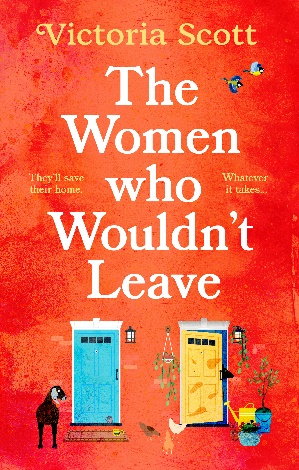 Victoria Scott
The
Women
who
Wouldn't
Leave
They'll save
their home.
Whatever
it takes...